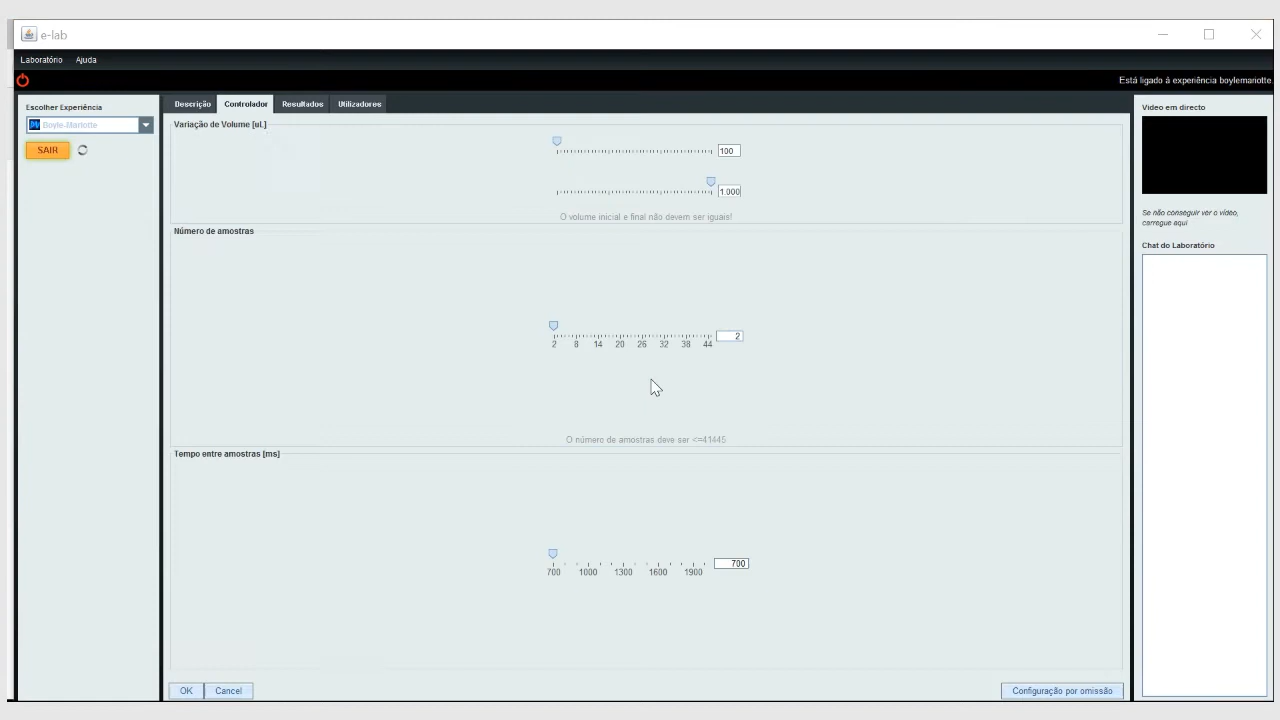 e-lab
Laboratório Ajuda
Está ligado à experiência boylemariotte.
Escolher Experiência
Boyle-Mariotte
SAIR
Descrição Controlador Resultados Utilizadores
Variação de Volume [uL]
100
1.000
O volume inicial e final não devem ser iguais!
Número de amostras
2 8 14 20 26 32 38 44
2
O número de amostras deve ser <=41445
Tempo entre amostras [ms]
700 1000 1300 1600 1900
700
OK Cancel
Configuração por omissão
Video em directo
Se não conseguir ver o vídeo,
carregue aqui
Chat do Laboratório